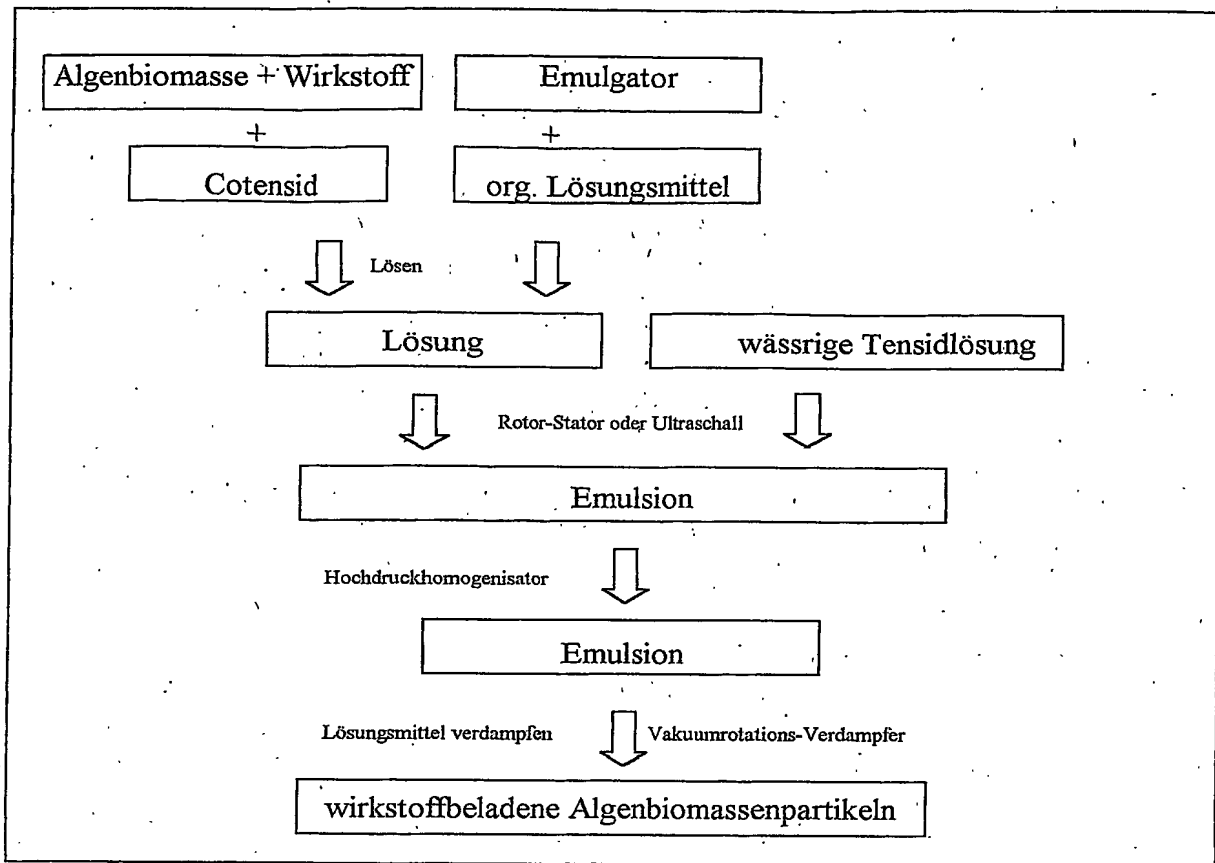 Algenbiomasse + Wirkstoff
Emulgator
+
+
Cotensid
org. Lösungsmittel
Lösen
Lösung
wässrige Tensidlösung
Rotor-Stator oder Ultraschall
Emulsion
Hochdruckhomogenisator
Emulsion
Lösungsmittel verdampfen
Vakuumrotations-Verdampfer
wirkstoffbeladene Algenbiomassenpartikeln